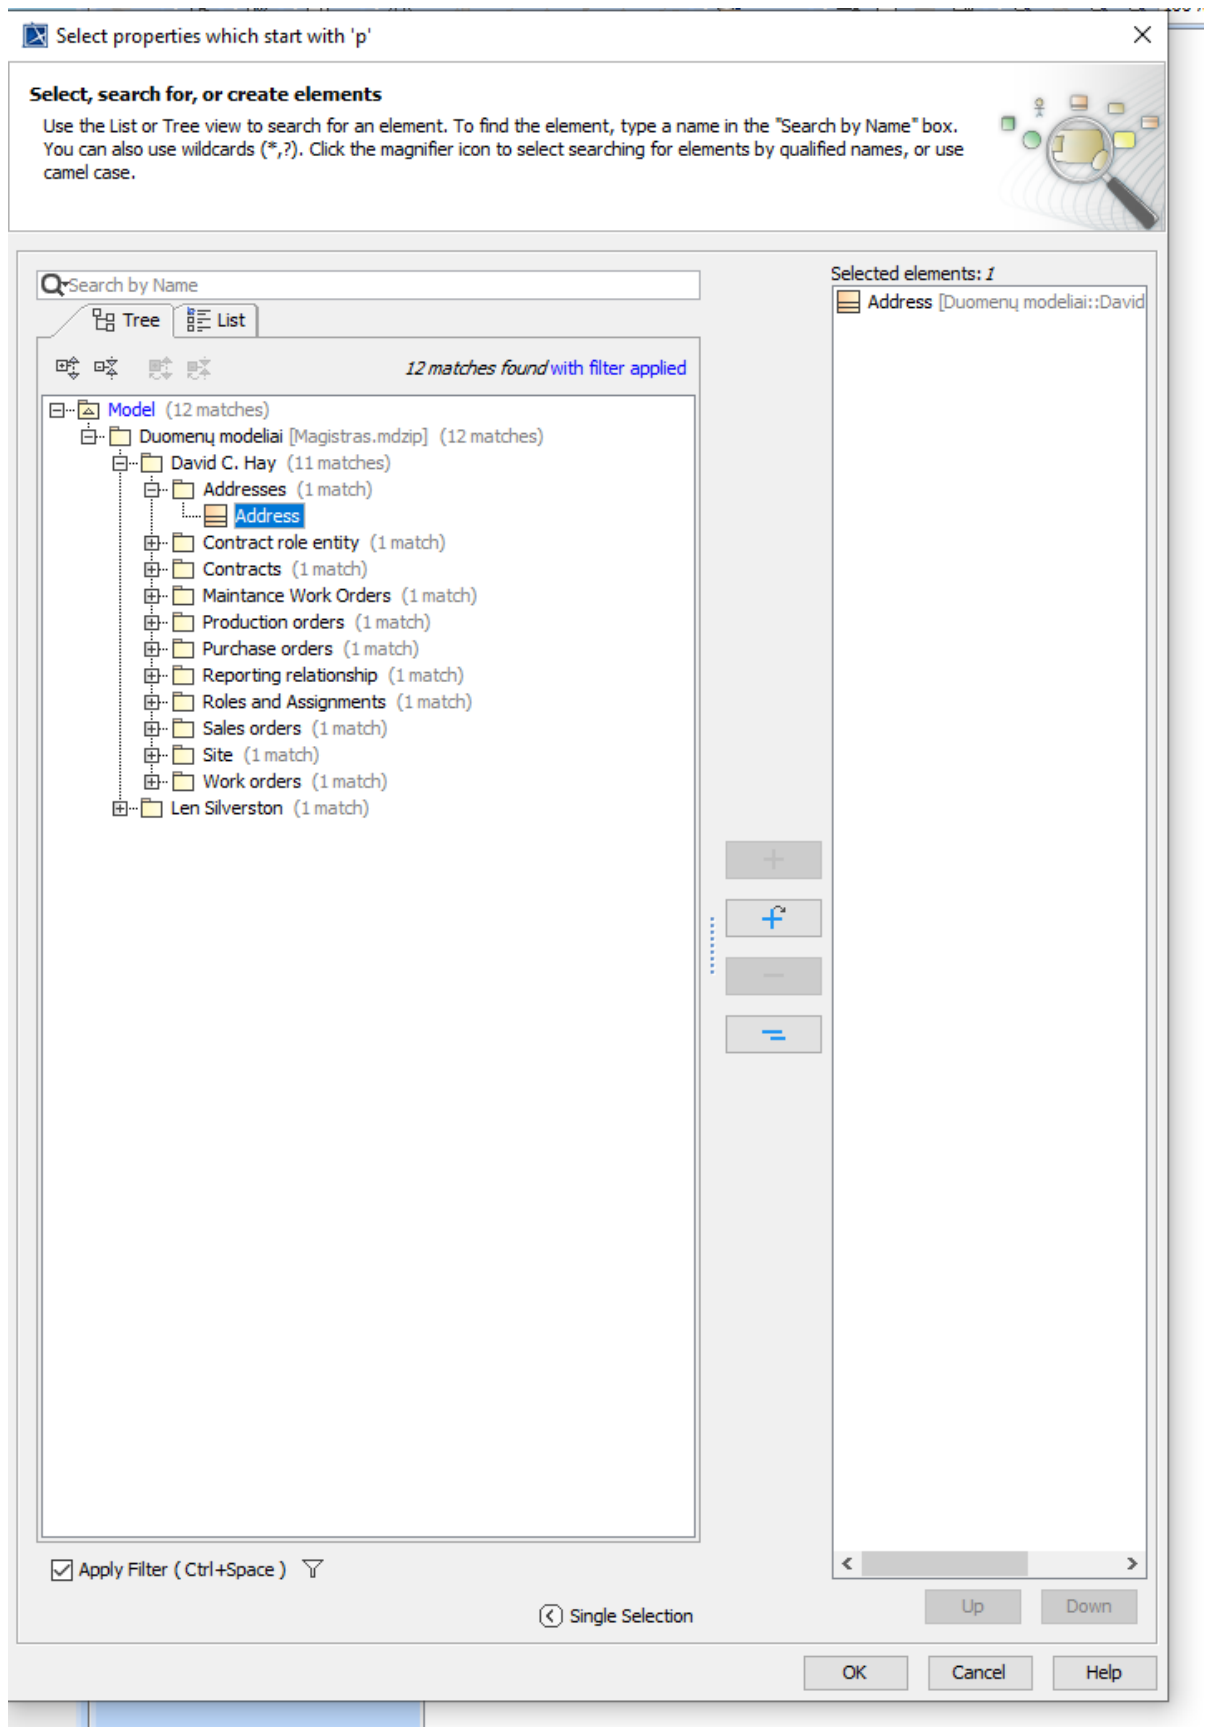 Select properties which start with 'p'
Select, search for, or create elements
Use the List or Tree view to search for an element. To find the element, type a name in the "Search by Name" box.
You can also use wildcards (*,?). Click the magnifier icon to select searching for elements by qualified names, or use
camel case.
Search by Name
Tree
List
12 matches found with filter applied
Model (12 matches)
Duomenų modeliai [Magistras.mdzip] (12 matches)
David C. Hay (11 matches)
Addresses (1 match)
Address
Contract role entity (1 match)
Contracts (1 match)
Maintance Work Orders (1 match)
Production orders (1 match)
Purchase orders (1 match)
Reporting relationship (1 match)
Roles and Assignments (1 match)
Sales orders (1 match)
Site (1 match)
Work orders (1 match)
Len Silverston (1 match)
Selected elements: 1
Address [Duomenų modeliai::David
Apply Filter ( Ctrl+Space )
Single Selection
Up
Down
OK
Cancel
Help